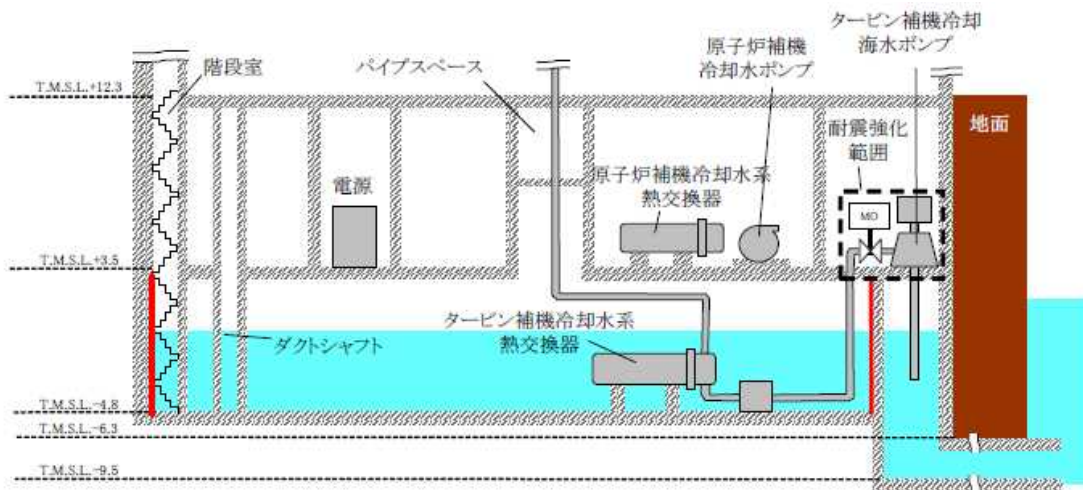 タービン補機冷却
海水ポンプ
原子炉補機
冷却水ポンプ
階段室
パイプスペース
T.M.S.L.+12.3
地面
耐震強化
範囲
原子炉補機冷却水系
熱交換器
電源
MO
T.M.S.L.+3.5
タービン補機冷却水系
熱交換器
ダクトシャフト
T.M.S.L.-4.8
T.M.S.L.-6.3
T.M.S.L.-9.5